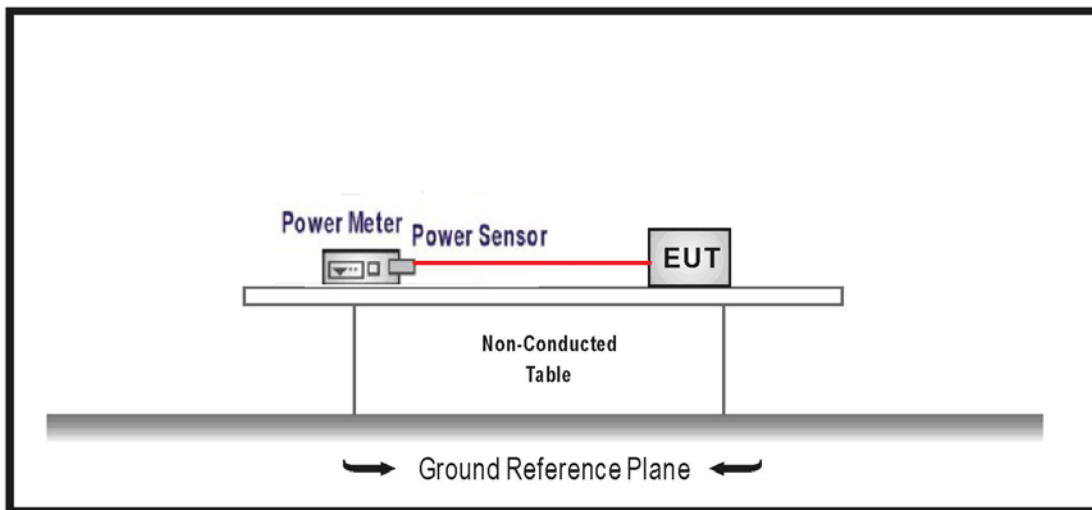 Power Meter
Power Sensor
EUT
Non-Conducted
Table
Ground Reference Plane